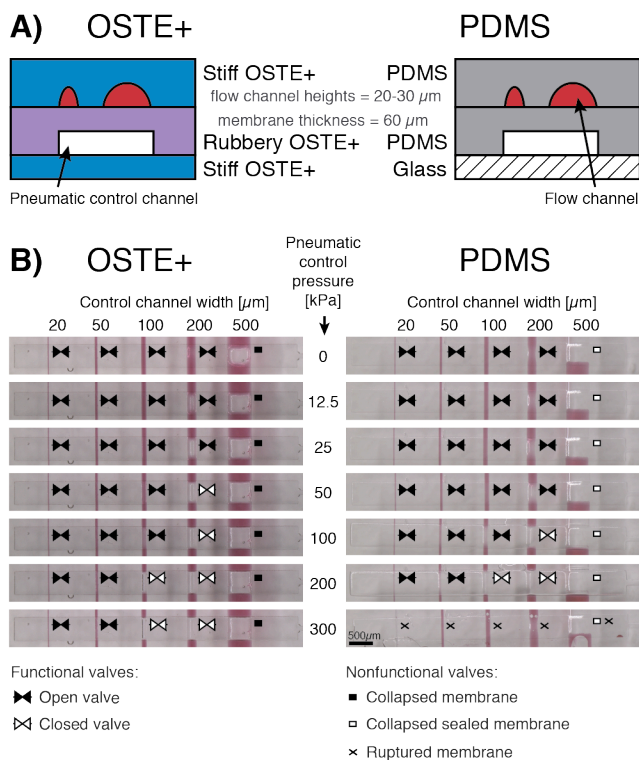 A) OSTE+ PDMS
Stiff OSTE+ PDMS
flow channel heights = 20-30 µm
membrane thickness = 60 µm
Rubbery OSTE+ PDMS
Stiff OSTE+ Glass
Pneumatic control channel Flow channel
B) OSTE+ PDMS
Pneumatic
control
pressure
[kPa]
Control channel width [µm] Control channel width [µm]
20 50 100 200 500 20 50 100 200 500
0
12.5
25
50
100
200
300
500µm
Functional valves: Nonfunctional valves:
Open valve Collapsed membrane
Closed valve Collapsed sealed membrane
Ruptured membrane